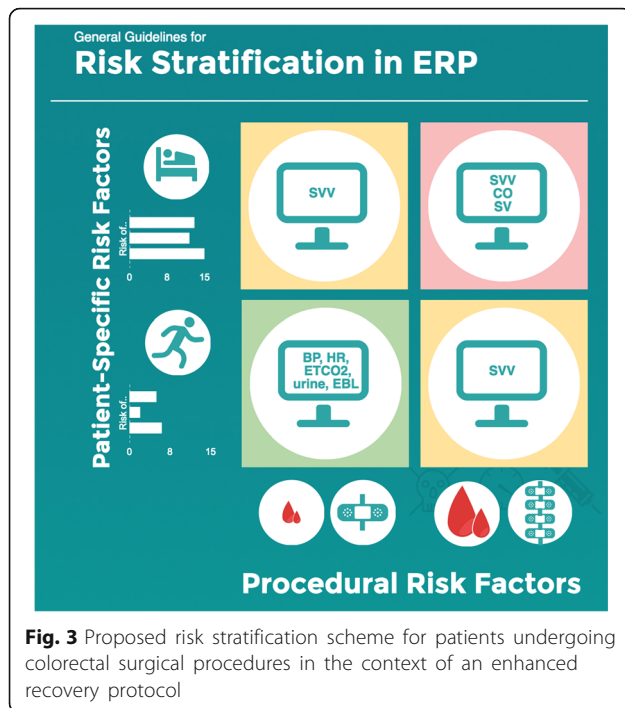 General Guidelines for
Risk Stratification in ERP
Patient-Specific Risk Factors
Risk of..
0 8 15
Risk of..
0 8 15
SVV
SVV
CO
SV
BP, HR,
ETCO2,
urine, EBL
SVV
Procedural Risk Factors
Fig. 3 Proposed risk stratification scheme for patients undergoing
colorectal surgical procedures in the context of an enhanced
recovery protocol